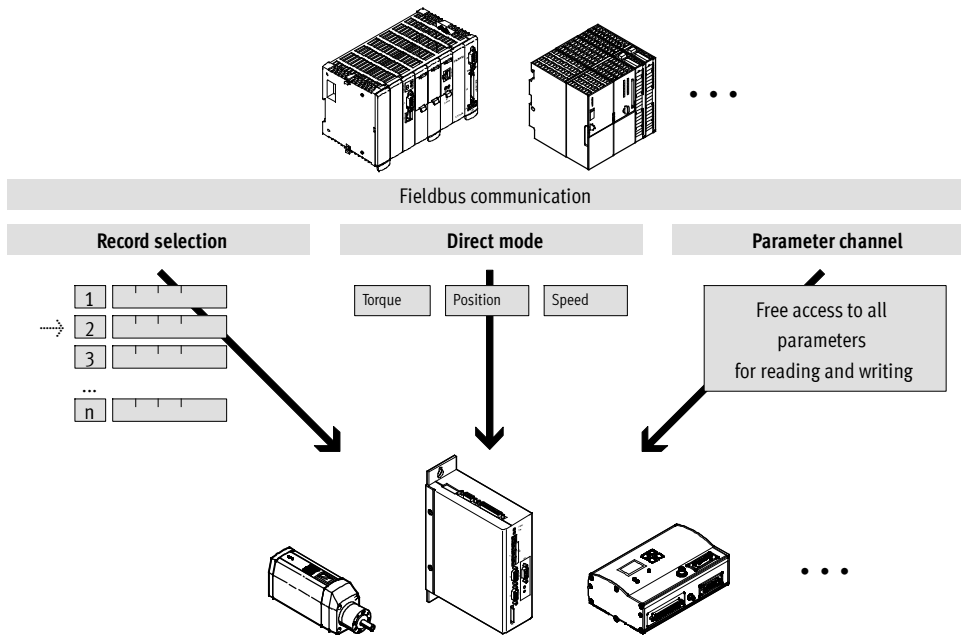 • • •
Fieldbus communication
Record selection
Direct mode
Parameter channel
1
2
3
...
n
Torque
Position
Speed
Free access to all
parameters
for reading and writing
• • •